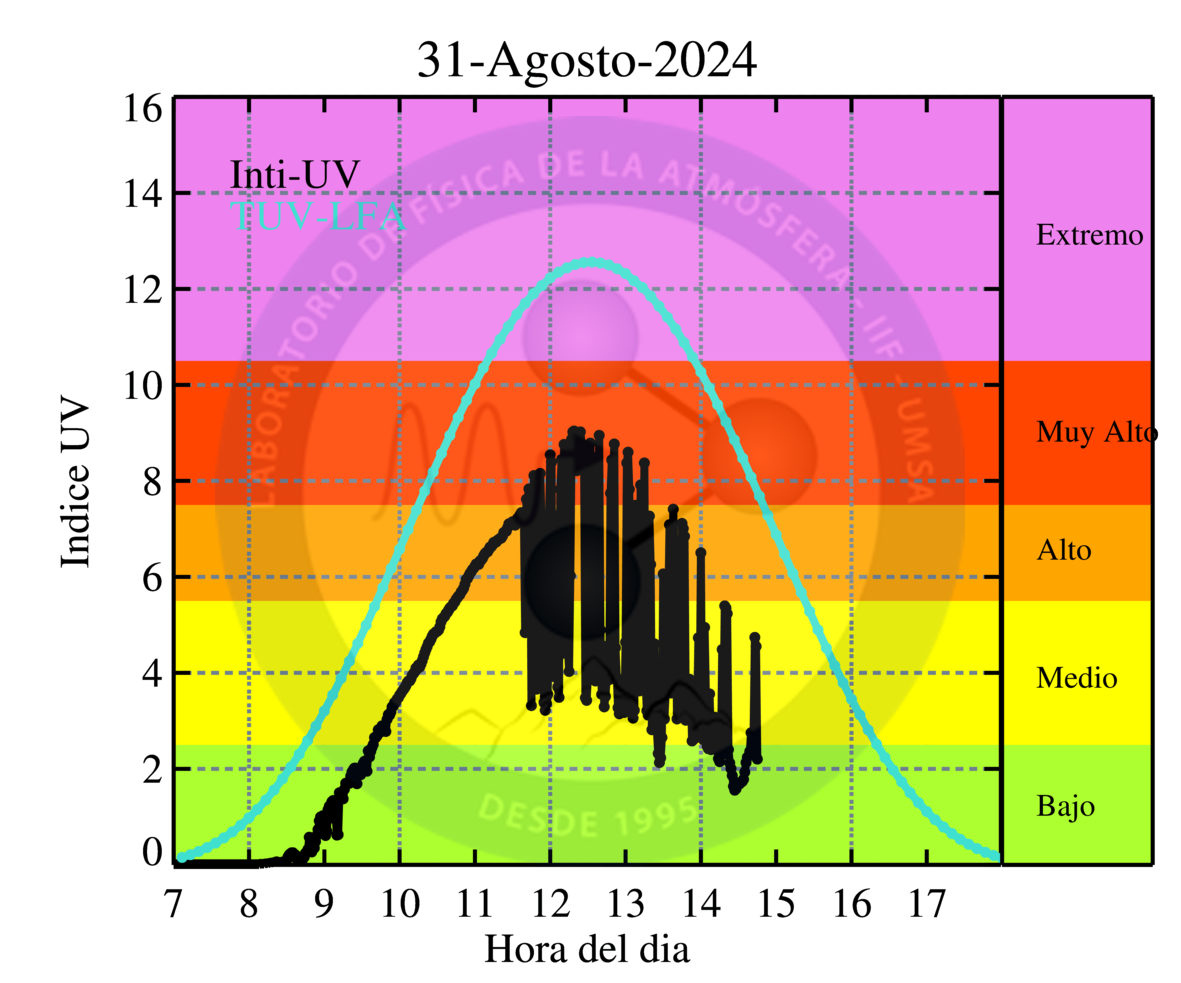 31-Agosto-2024
16
14
12
10
8
6
4
2
0
Indice UV
Inti-UV
TUV-LFA
LABORATORIO DE FÍSICA DE LA ATMÓSFERA - IIF - UMSA
DESDE 1995
Extremo
Muy Alto
Alto
Medio
Bajo
7 8 9 10 11 12 13 14 15 16 17
Hora del dia